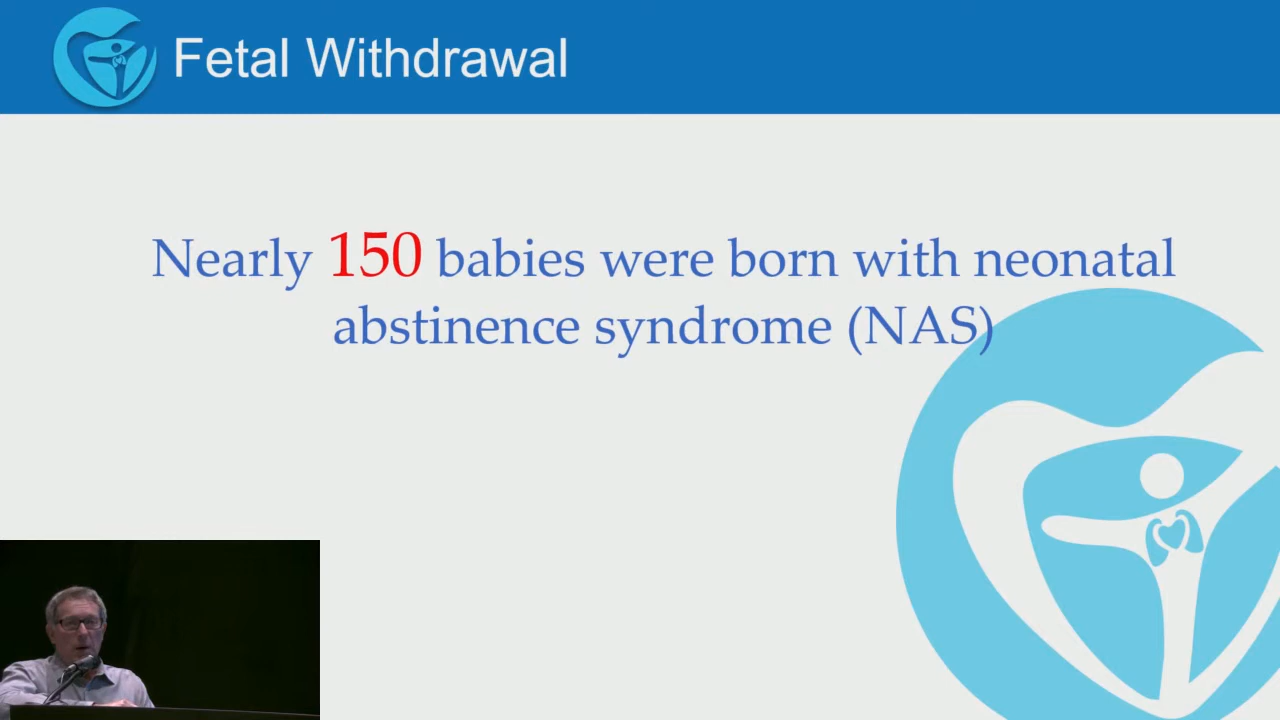 Fetal Withdrawal
Nearly 150 babies were born with neonatal
abstinence syndrome (NAS)